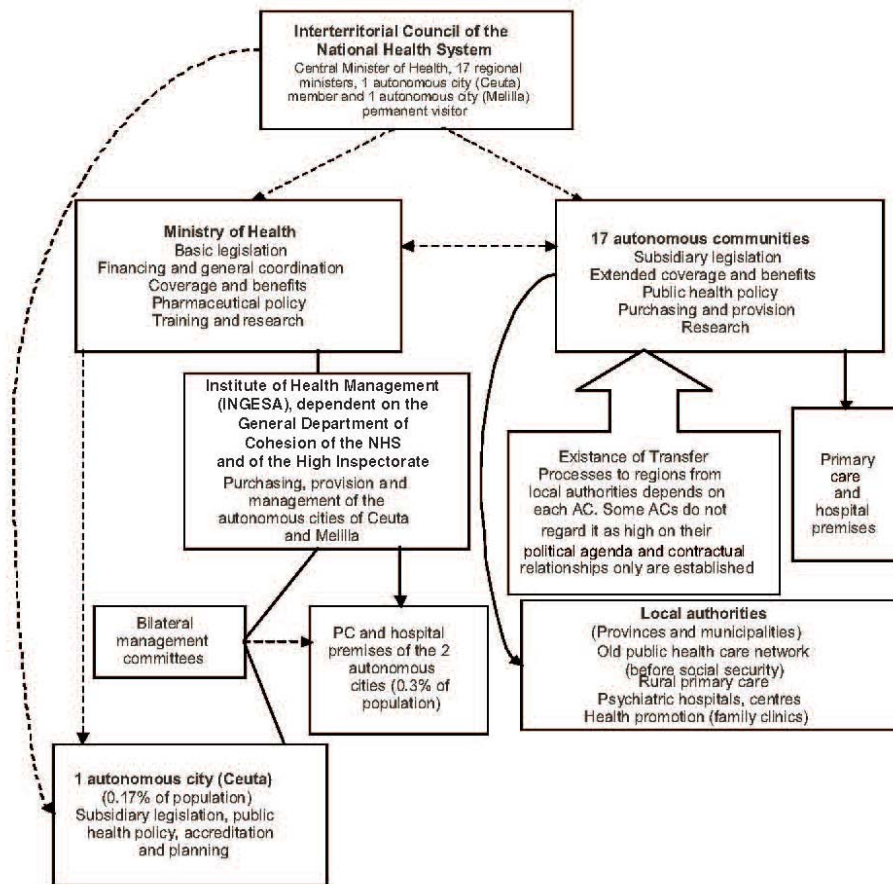 Interterritorial Council of the
National Health System
Central Minister of Health, 17 regional
ministers, 1 autonomous city (Ceuta)
member and 1 autonomous city (Melilla)
permanent visitor
Ministry of Health
Basic legislation
Financing and general coordination
Coverage and benefits
Pharmaceutical policy
Training and research
17 autonomous communities
Subsidiary legislation
Extended coverage and benefits
Public health policy
Purchasing and provision
Research
Institute of Health Management
(INGESA), dependent on the
General Department of
Cohesion of the NHS
and of the High Inspectorate
Purchasing, provision and
management of the
autonomous cities of Ceuta
and Melilla
Existance of Transfer
Processes to regions from
local authorities depends on
each AC. Some ACs do not
regard it as high on their
political agenda and contractual
relationships only are established
Primary
care
and
hospital
premises
Bilateral
management
committees
PC and hospital
premises of the 2
autonomous
cities (0.3% of
population)
Local authorities
(Provinces and municipalities)
Old public health care network
(before social security)
Rural primary care
Psychiatric hospitals, centres
Health promotion (family clinics)
1 autonomous city (Ceuta)
(0.17% of population)
Subsidiary legislation, public
health policy, accreditation
and planning